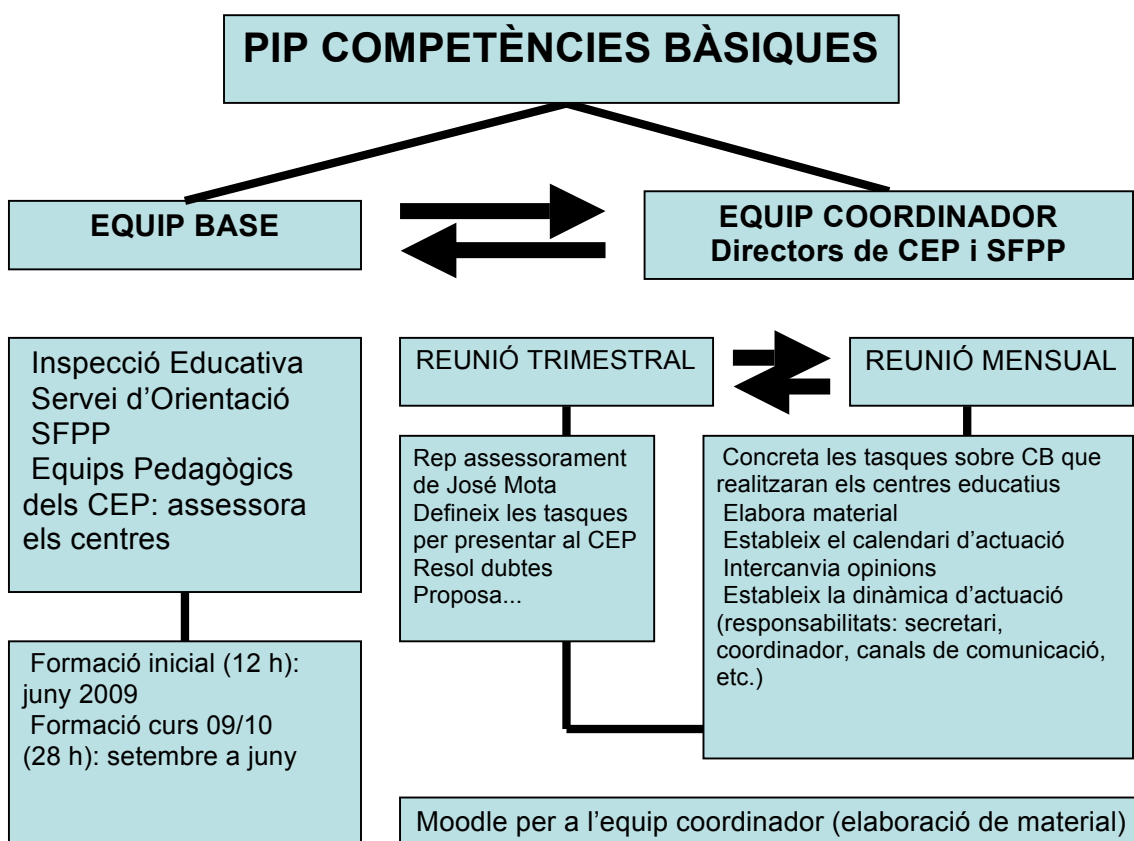 PIP COMPETÈNCIES BÀSIQUES
EQUIP BASE
EQUIP COORDINADOR
Directors de CEP i SFPP
Inspecció Educativa
Servei d’Orientació
SFPP
Equips Pedagògics
dels CEP: assessora
els centres
REUNIÓ TRIMESTRAL
REUNIÓ MENSUAL
Rep assessorament
de José Mota
Defineix les tasques
per presentar al CEP
Resol dubtes
Proposa...
Concreta les tasques sobre CB que
realitzaran els centres educatius
Elabora material
Estableix el calendari d’actuació
Intercanvia opinions
Estableix la dinàmica d’actuació
(responsabilitats: secretari,
coordinador, canals de comunicació,
etc.)
Formació inicial (12 h):
juny 2009
Formació curs 09/10
(28 h): setembre a juny
Moodle per a l’equip coordinador (elaboració de material)